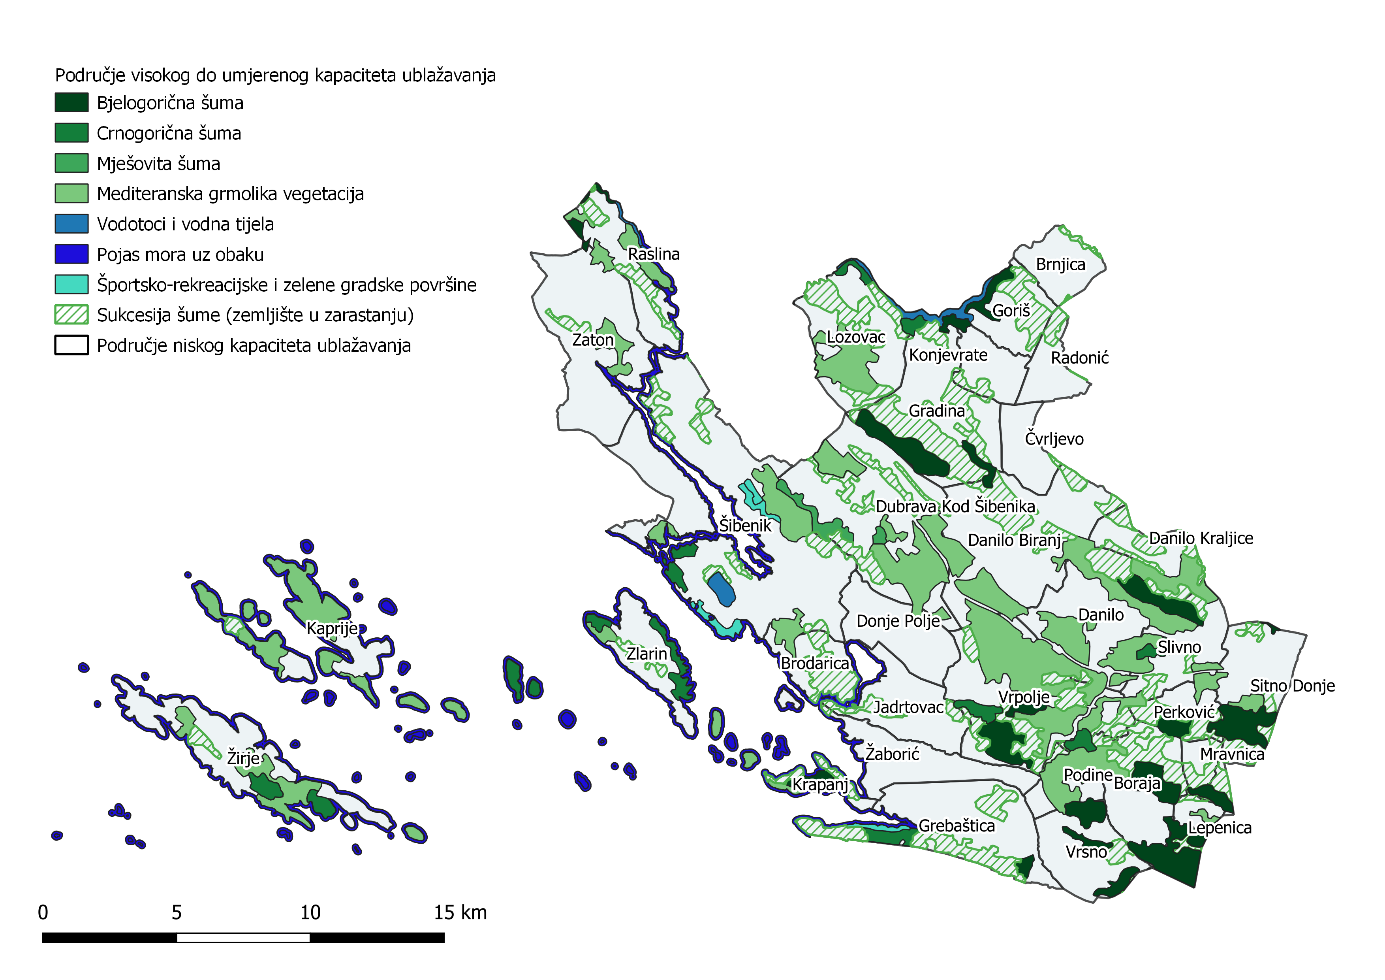 Područje visokog do umjerenog kapaciteta ublažavanja
Bjelogorična šuma
Crnogorična šuma
Mješovita šuma
Mediteranska grmolika vegetacija
Vodotoci i vodna tijela
Pojas mora uz obaku
Športsko-rekreacijske i zelene gradske površine
Sukcesija šume (zemljište u zarastanju)
Područje niskog kapaciteta ublažavanja
Raslina
Brnjica
Goriš
Zaton
Lozovac
Konjevrate
Radonić
Gradina
Čvrljevo
Dubrava Kod Šibenika
Šibenik
Danilo Biranj
Danilo Kraljice
Kaprije
Donje Polje
Danilo
Zlarin
Brodarica
Slivno
Sitno Donje
Vrpolje
Jadrtovac
Perković
Žirje
Žaborić
Mravnica
Krapanj
Podine
Boraja
Grebaštica
Lepenica
Vrsno
0 5 10 15 km